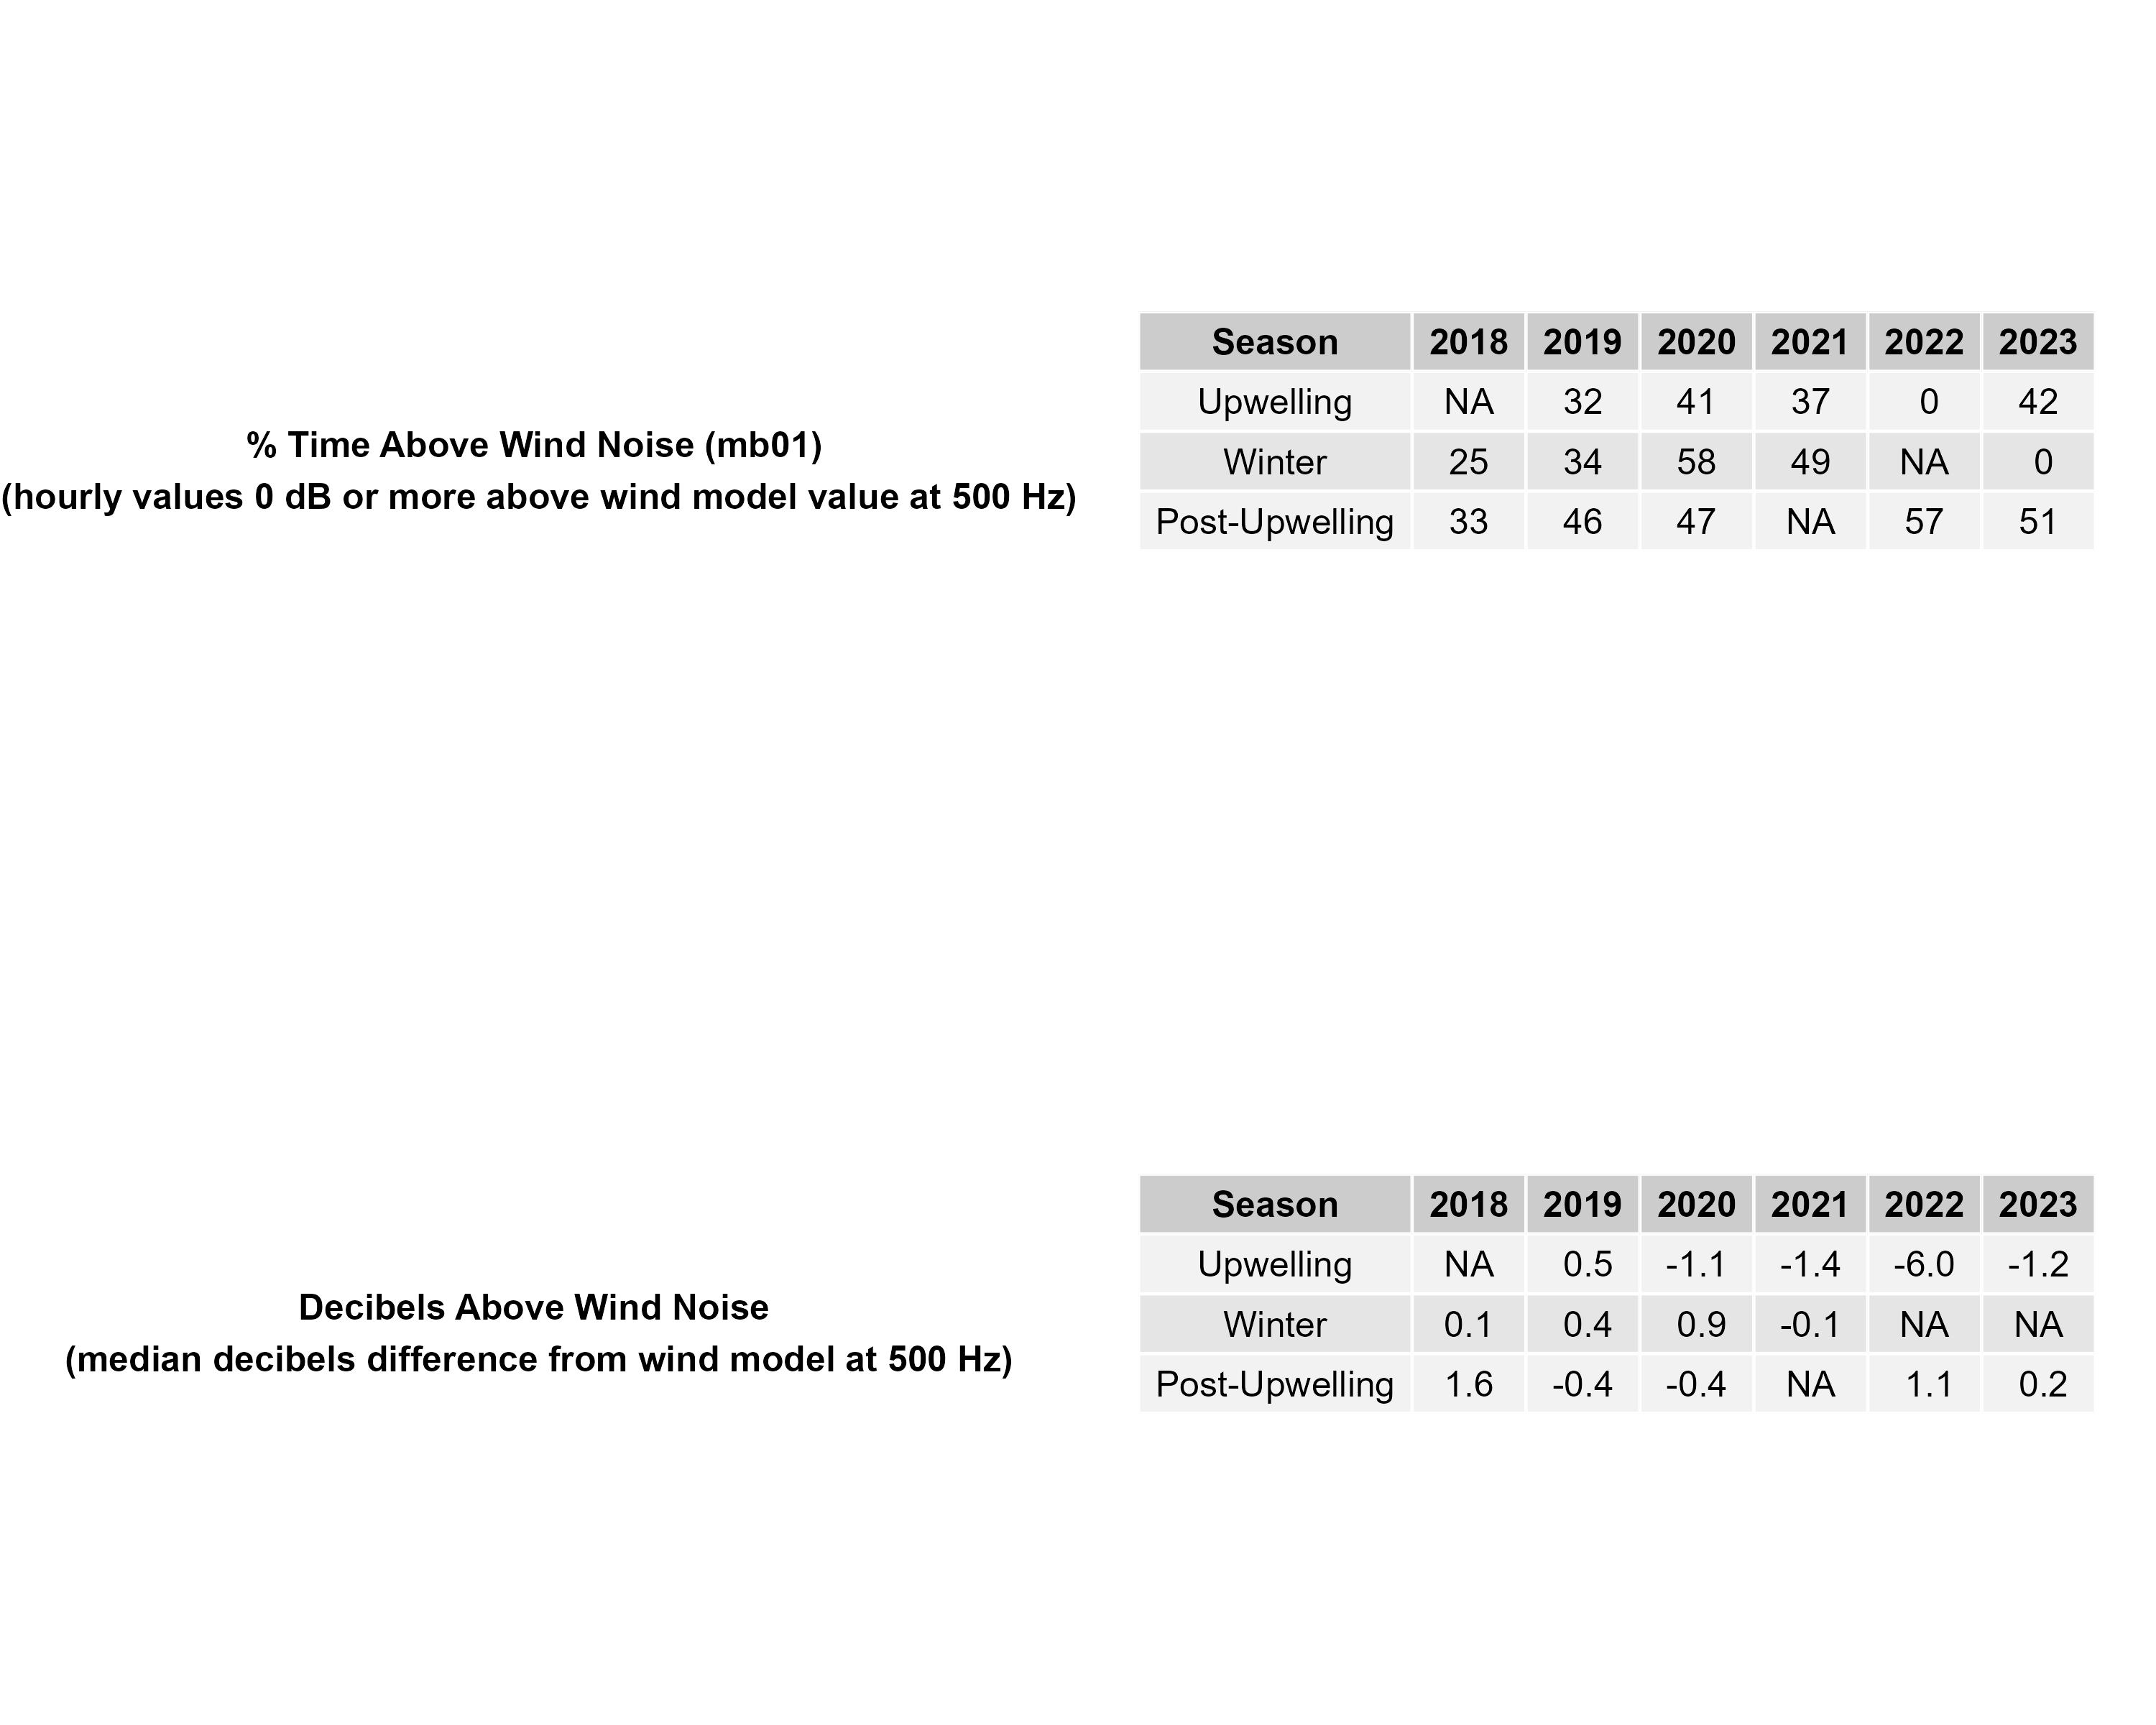 % Time Above Wind Noise (mb01)
(hourly values 0 dB or more above wind model value at 500 Hz)
Season 2018 2019 2020 2021 2022 2023
Upwelling NA 32 41 37 0 42
Winter 25 34 58 49 NA 0
Post-Upwelling 33 46 47 NA 57 51
Decibels Above Wind Noise
(median decibels difference from wind model at 500 Hz)
Season 2018 2019 2020 2021 2022 2023
Upwelling NA 0.5 -1.1 -1.4 -6.0 -1.2
Winter 0.1 0.4 0.9 -0.1 NA NA
Post-Upwelling 1.6 -0.4 -0.4 NA 1.1 0.2